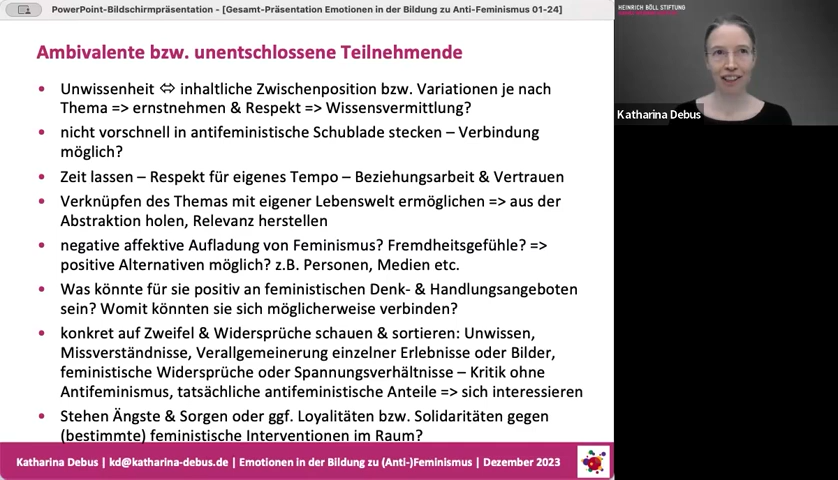 PowerPoint-Bildschirmpräsentation - [Gesamt-Präsentation Emotionen in der Bildung zu Anti-Feminismus 01-24]
HEINRICH BÖLL STIFTUNG
Ambivalente bzw. unentschlossene Teilnehmende
• Unwissenheit ⇔ inhaltliche Zwischenposition bzw. Variationen je nach
Thema => ernstnehmen & Respekt => Wissensvermittlung?
• nicht vorschnell in antifeministische Schublade stecken – Verbindung
möglich?
• Zeit lassen – Respekt für eigenes Tempo – Beziehungsarbeit & Vertrauen
• Verknüpfen des Themas mit eigener Lebenswelt ermöglichen => aus der
Abstraktion holen, Relevanz herstellen
• negative affektive Aufladung von Feminismus? Fremdheitsgefühle? =>
positive Alternativen möglich? z.B. Personen, Medien etc.
• Was könnte für sie positiv an feministischen Denk- & Handlungsangeboten
sein? Womit könnten sie sich möglicherweise verbinden?
• konkret auf Zweifel & Widersprüche schauen & sortieren: Unwissen,
Missverständnisse, Verallgemeinerung einzelner Erlebnisse oder Bilder,
feministische Widersprüche oder Spannungsverhältnisse – Kritik ohne
Antifeminismus, tatsächliche antifeministische Anteile => sich interessieren
• Stehen Ängste & Sorgen oder ggf. Loyalitäten bzw. Solidaritäten gegen
(bestimmte) feministische Interventionen im Raum?
Katharina Debus | kd@katharina-debus.de | Emotionen in der Bildung zu (Anti-)Feminismus | Dezember 2023
Katharina Debus